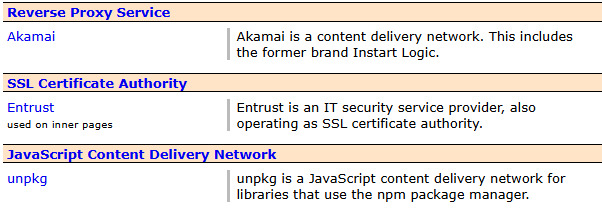 Reverse Proxy Service
Akamai
Akamai is a content delivery network. This includes
the former brand Instart Logic.
SSL Certificate Authority
Entrust
used on inner pages
Entrust is an IT security service provider, also
operating as SSL certificate authority.
JavaScript Content Delivery Network
unpkg
unpkg is a JavaScript content delivery network for
libraries that use the npm package manager.